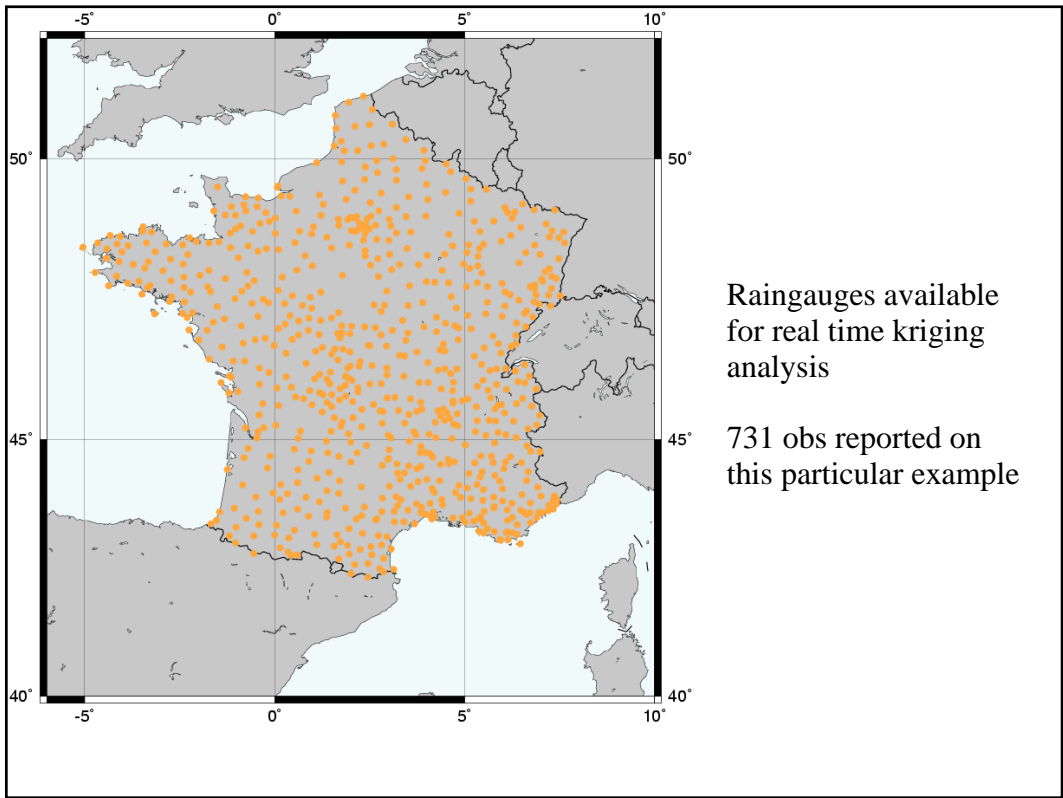 -5° 0° 5° 10°
50° 50°
45° 45°
40° 40°
-5° 0° 5° 10°
Raingauges available
for real time kriging
analysis
731 obs reported on
this particular example